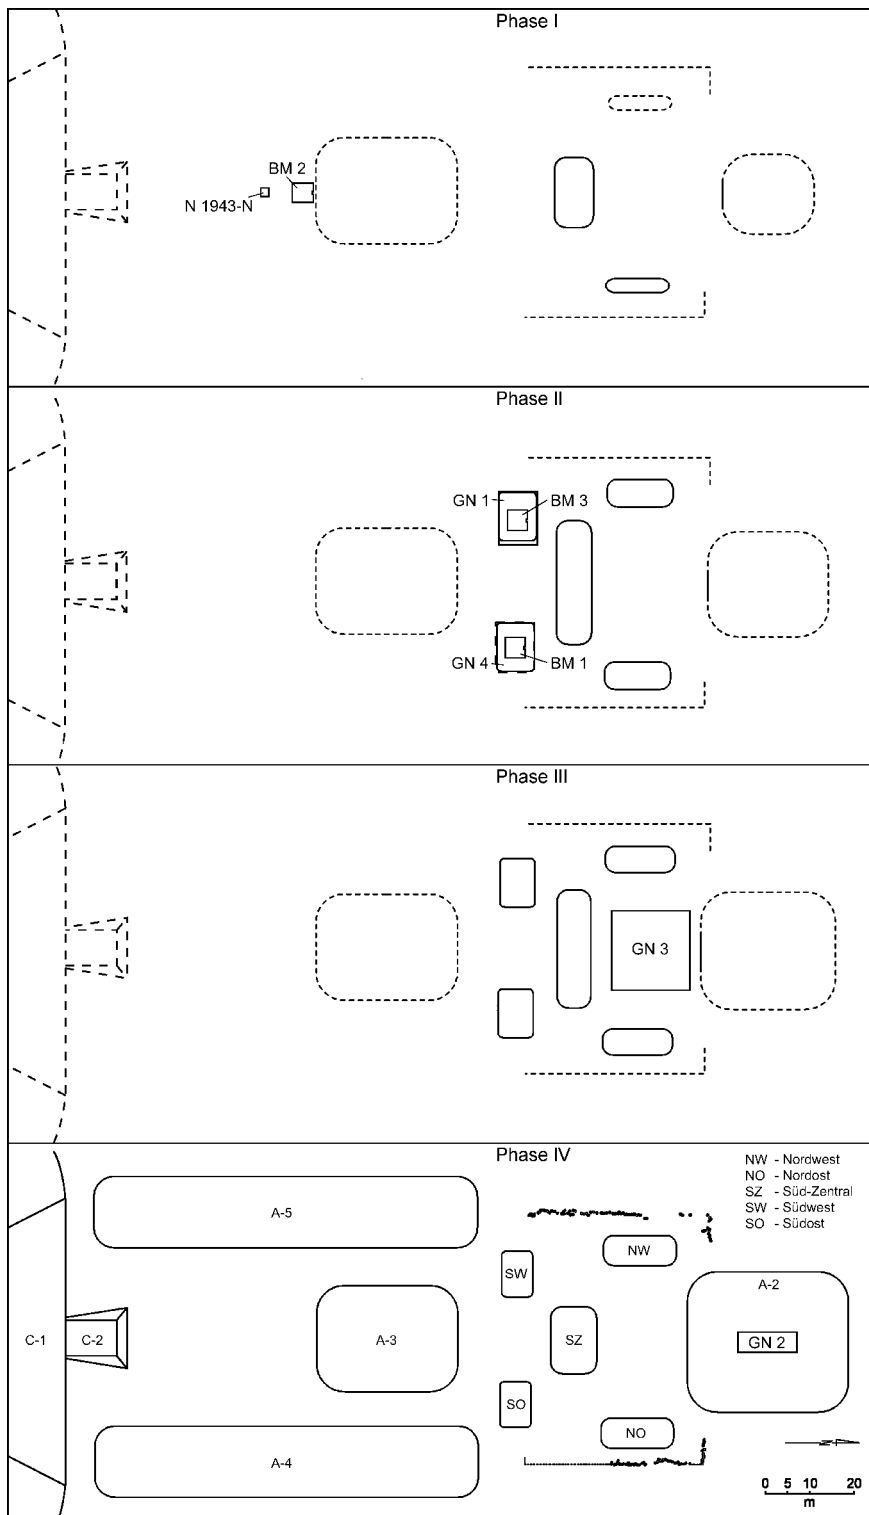 Phase I
BM 2
N 1943-N
Phase II
GN 1
BM 3
GN 4
BM 1
Phase III
GN 3
Phase IV
NW - Nordwest
NO - Nordost
SZ - Süd-Zentral
SW - Südwest
SO - Südost
A-5
NW
SW
A-2
C-1
C-2
A-3
SZ
GN 2
SO
NO
A-4
N
0 5 10 20
m